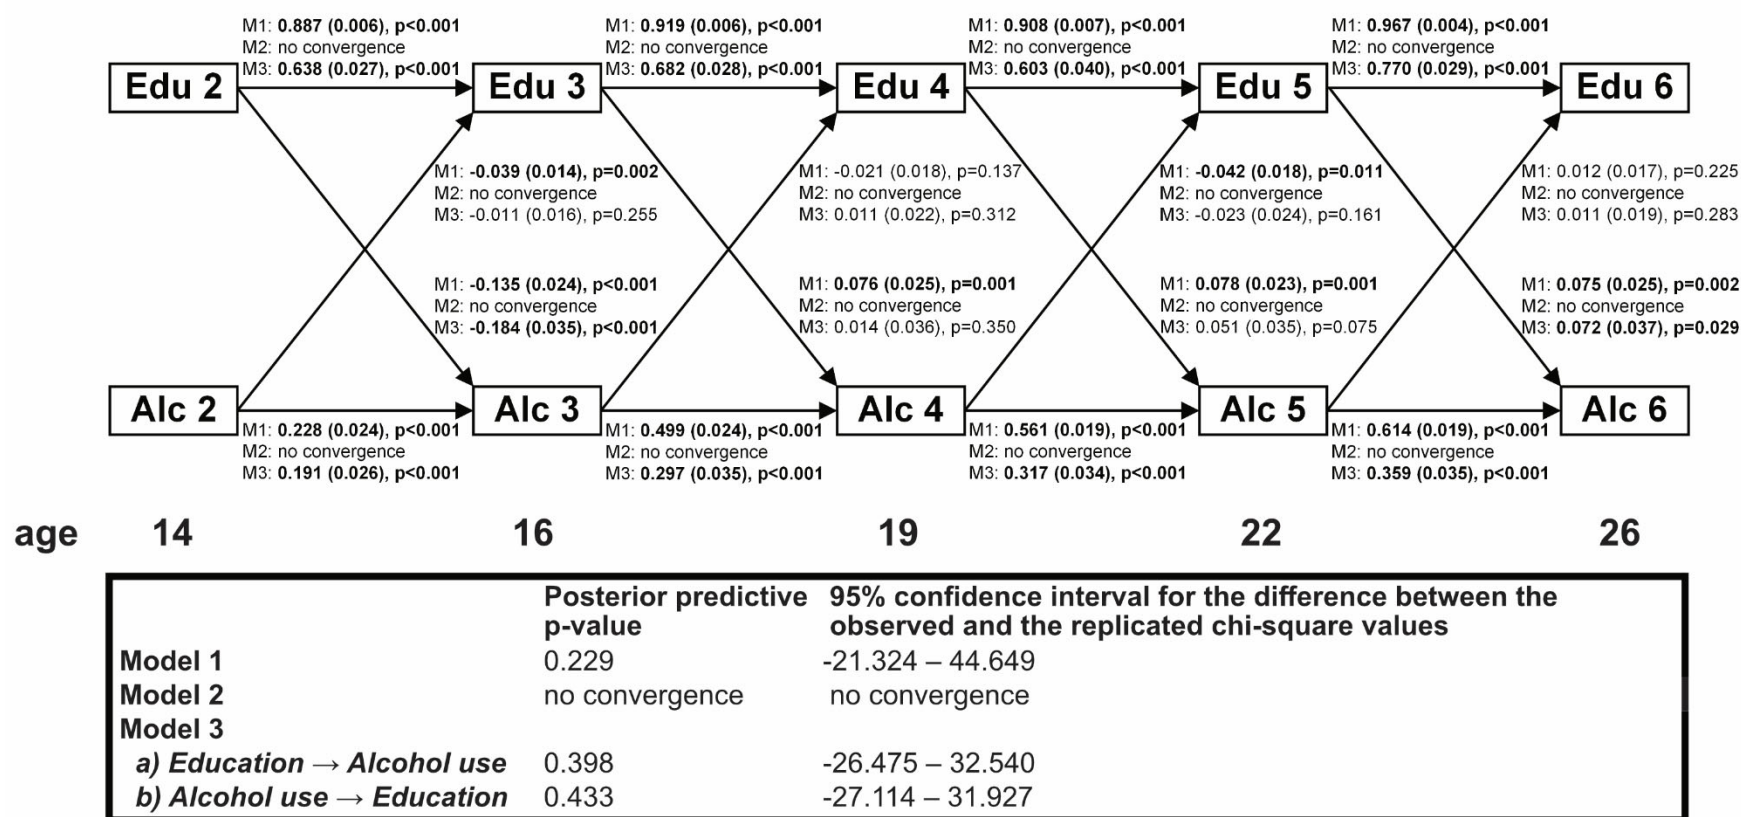 M1: 0.887 (0.006), p<0.001
M2: no convergence
M3: 0.638 (0.027), p<0.001
M1: 0.919 (0.006), p<0.001
M2: no convergence
M3: 0.682 (0.028), p<0.001
M1: 0.908 (0.007), p<0.001
M2: no convergence
M3: 0.603 (0.040), p<0.001
M1: 0.967 (0.004), p<0.001
M2: no convergence
M3: 0.770 (0.029), p<0.001
Edu 2
Edu 3
Edu 4
Edu 5
Edu 6
M1: -0.039 (0.014), p=0.002
M2: no convergence
M3: -0.011 (0.016), p=0.255
M1: -0.021 (0.018), p=0.137
M2: no convergence
M3: 0.011 (0.022), p=0.312
M1: -0.042 (0.018), p=0.011
M2: no convergence
M3: -0.023 (0.024), p=0.161
M1: 0.012 (0.017), p=0.225
M2: no convergence
M3: 0.011 (0.019), p=0.283
M1: -0.135 (0.024), p<0.001
M2: no convergence
M3: -0.184 (0.035), p<0.001
M1: 0.076 (0.025), p=0.001
M2: no convergence
M3: 0.014 (0.036), p=0.350
M1: 0.078 (0.023), p=0.001
M2: no convergence
M3: 0.051 (0.035), p=0.075
M1: 0.075 (0.025), p=0.002
M2: no convergence
M3: 0.072 (0.037), p=0.029
Alc 2
Alc 3
Alc 4
Alc 5
Alc 6
M1: 0.228 (0.024), p<0.001
M2: no convergence
M3: 0.191 (0.026), p<0.001
M1: 0.499 (0.024), p<0.001
M2: no convergence
M3: 0.297 (0.035), p<0.001
M1: 0.561 (0.019), p<0.001
M2: no convergence
M3: 0.317 (0.034), p<0.001
M1: 0.614 (0.019), p<0.001
M2: no convergence
M3: 0.359 (0.035), p<0.001
age 14 16 19 22 26
Posterior predictive p-value
95% confidence interval for the difference between the
observed and the replicated chi-square values
Model 1 0.229 -21.324 – 44.649
Model 2 no convergence no convergence
Model 3
a) Education → Alcohol use 0.398 -26.475 – 32.540
b) Alcohol use → Education 0.433 -27.114 – 31.927